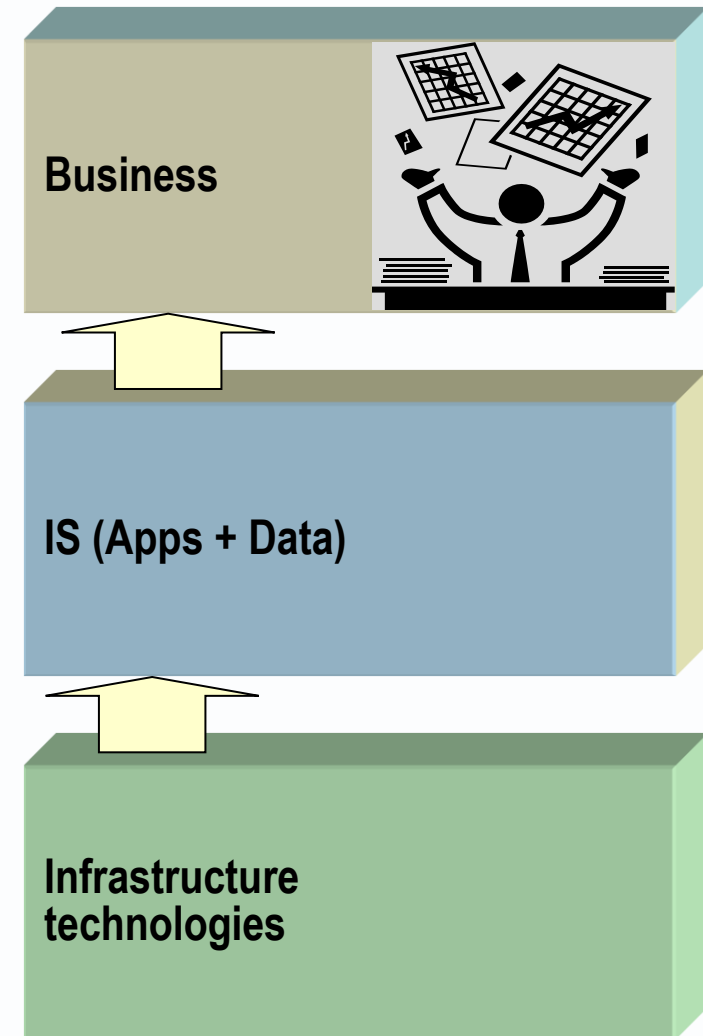 Business
IS (Apps + Data)
Infrastructure
technologies